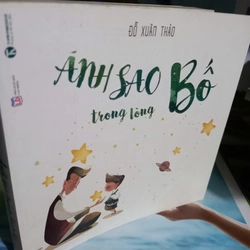 ĐỖ XUÂN THẢO
ÁNH SAO
trong lòng
BỐ